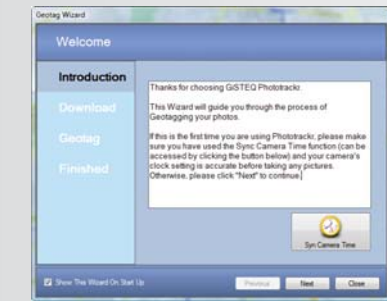 Geotag Wizard
Welcome
Introduction
Download
Geotag
Finished
Thanks for choosing GiSTEQ Phototrackr.
This Wizard will guide you through the process of
Geotagging your photos.
If this is the first time you are using Phototrackr, please make
sure you have used the Sync Camera Time function (can be
accessed by clicking the button below) and your camera's
clock setting is accurate before taking any pictures.
Otherwise, please click "Next" to continue.
Syn Camera Time
Show This Wizard On Start Up
Previous Next Close